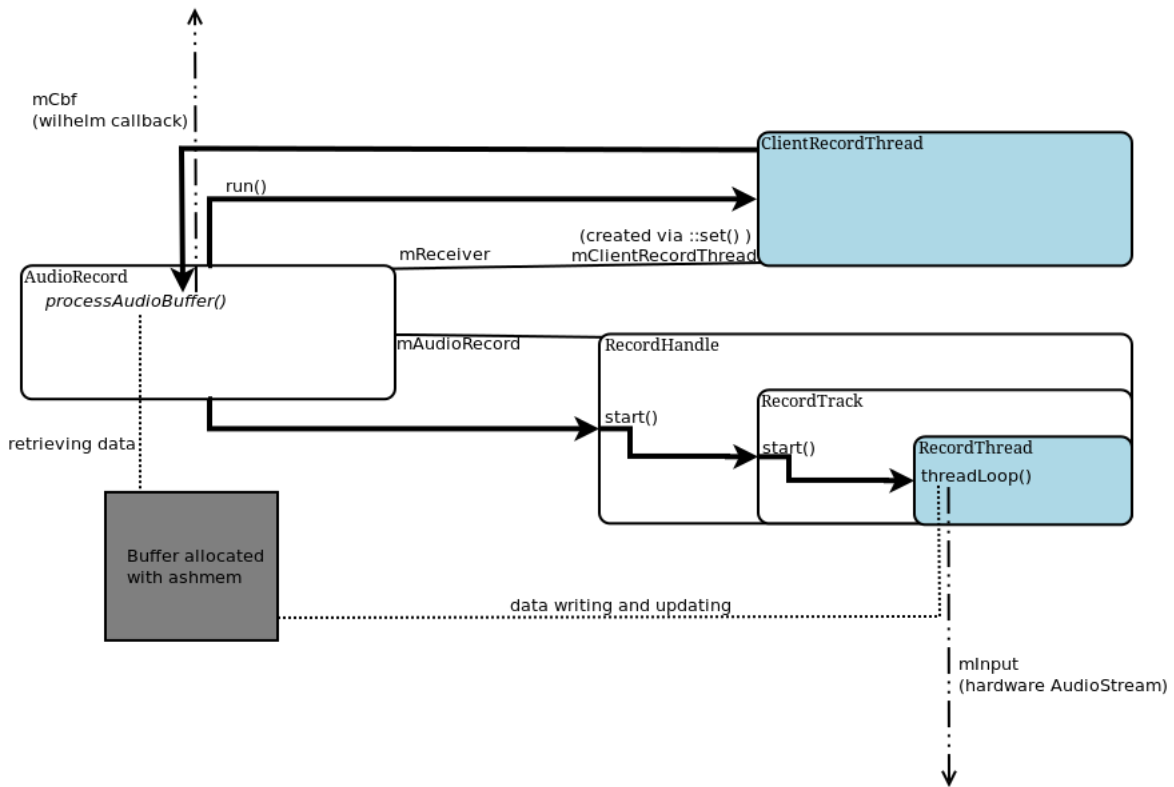 mCbf
(wilhelm callback)
ClientRecordThread
run()
(created via ::set() )
mReceiver
mClientRecordThread
AudioRecord
processAudioBuffer()
mAudioRecord
RecordHandle
RecordTrack
start()
retrieving data
start()
RecordThread
threadLoop()
Buffer allocated
with ashmem
data writing and updating
mInput
(hardware AudioStream)